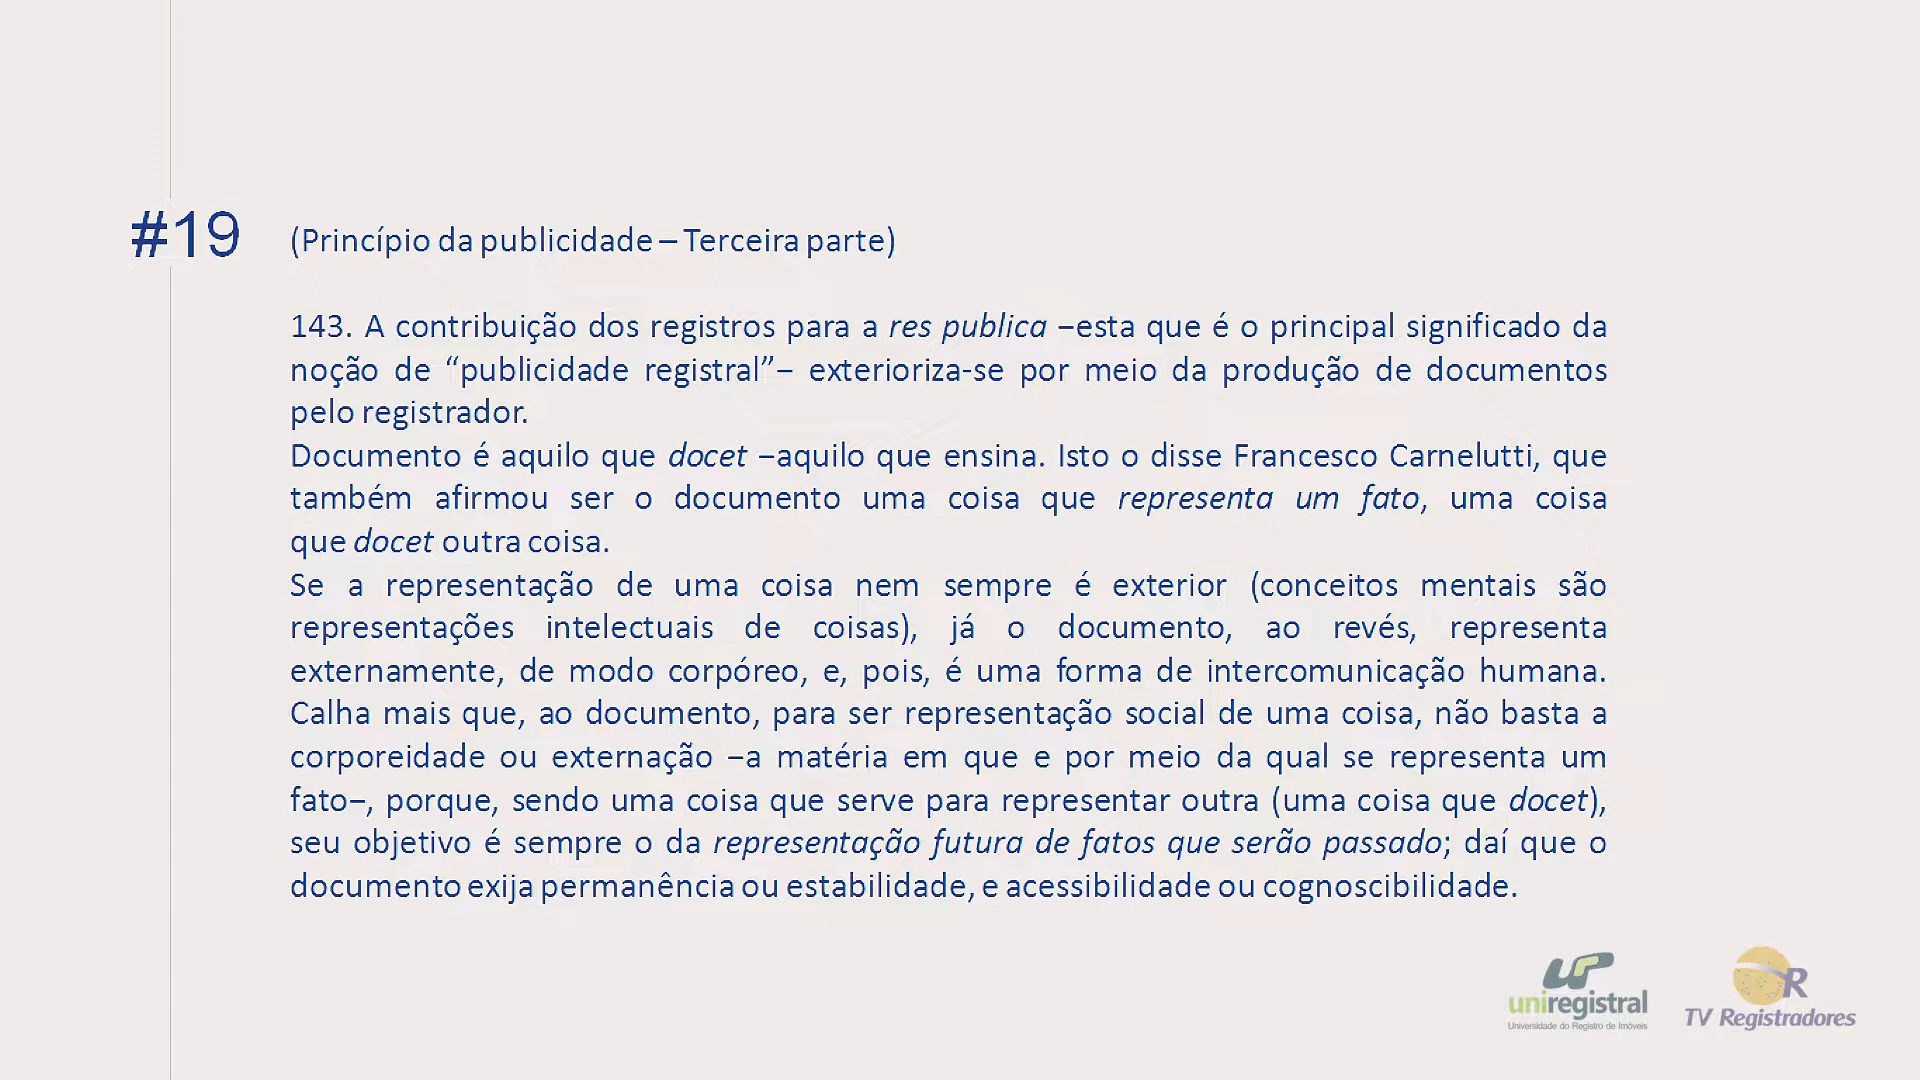 #19
(Princípio da publicidade – Terceira parte)
143. A contribuição dos registros para a res publica –esta que é o principal significado da
noção de “publicidade registral”– exterioriza-se por meio da produção de documentos
pelo registrador.
Documento é aquilo que docet –aquilo que ensina. Isto o disse Francesco Carnelutti, que
também afirmou ser o documento uma coisa que representa um fato, uma coisa
que docet outra coisa.
Se a representação de uma coisa nem sempre é exterior (conceitos mentais são
representações intelectuais de coisas), já o documento, ao revés, representa
externamente, de modo corpóreo, e, pois, é uma forma de intercomunicação humana.
Calha mais que, ao documento, para ser representação social de uma coisa, não basta a
corporeidade ou externação –a matéria em que e por meio da qual se representa um
fato–, porque, sendo uma coisa que serve para representar outra (uma coisa que docet),
seu objetivo é sempre o da representação futura de fatos que serão passado; daí que o
documento exija permanência ou estabilidade, e acessibilidade ou cognoscibilidade.
uniregistral
Universidade do Registro de Imóveis
R
TV Registradores